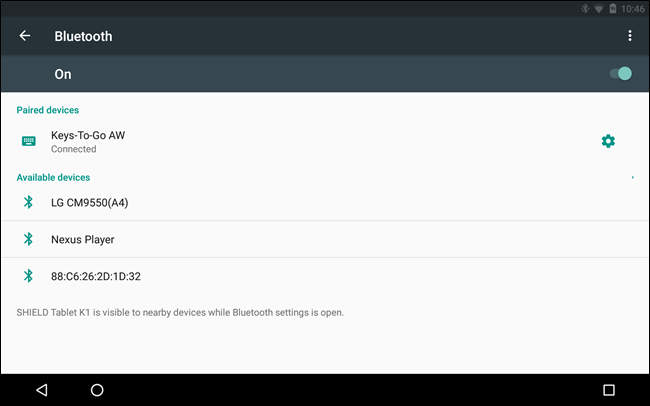 10:46
Bluetooth
On
Paired devices
Keys-To-Go AW
Connected
Available devices
LG CM9550(A4)
Nexus Player
88:C6:26:2D:1D:32
SHIELD Tablet K1 is visible to nearby devices while Bluetooth settings is open.